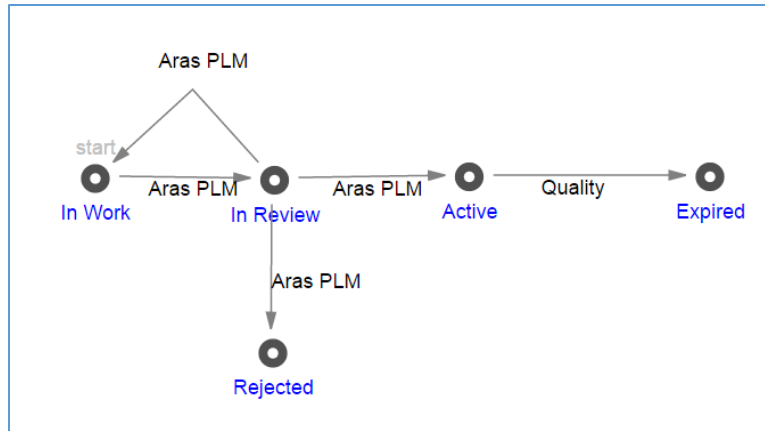 Aras PLM
start
Aras PLM
Aras PLM
Quality
In Work
In Review
Active
Expired
Aras PLM
Rejected